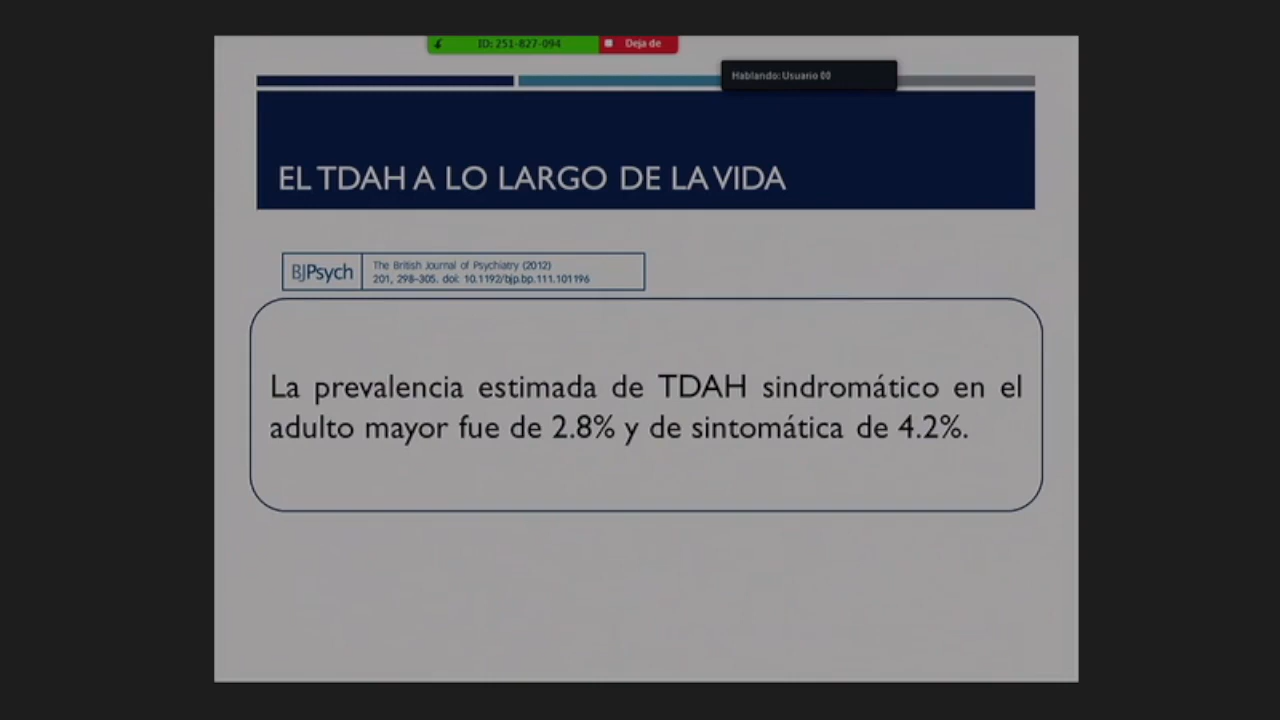 ID: 251-827-094
Deja de
Hablando: Usuario 00
EL TDAH A LO LARGO DE LA VIDA
BJPsych
The British Journal of Psychiatry (2012)
201, 298–305. doi: 10.1192/bjp.bp.111.101196
La prevalencia estimada de TDAH sindromático en el
adulto mayor fue de 2.8% y de sintomática de 4.2%.